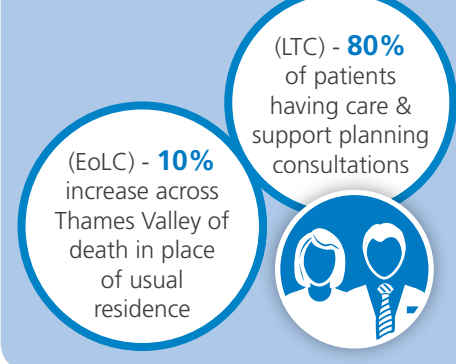 (LTC) - 80%
of patients
having care &
support planning
consultations
(EoLC) - 10%
increase across
Thames Valley of
death in place
of usual
residence